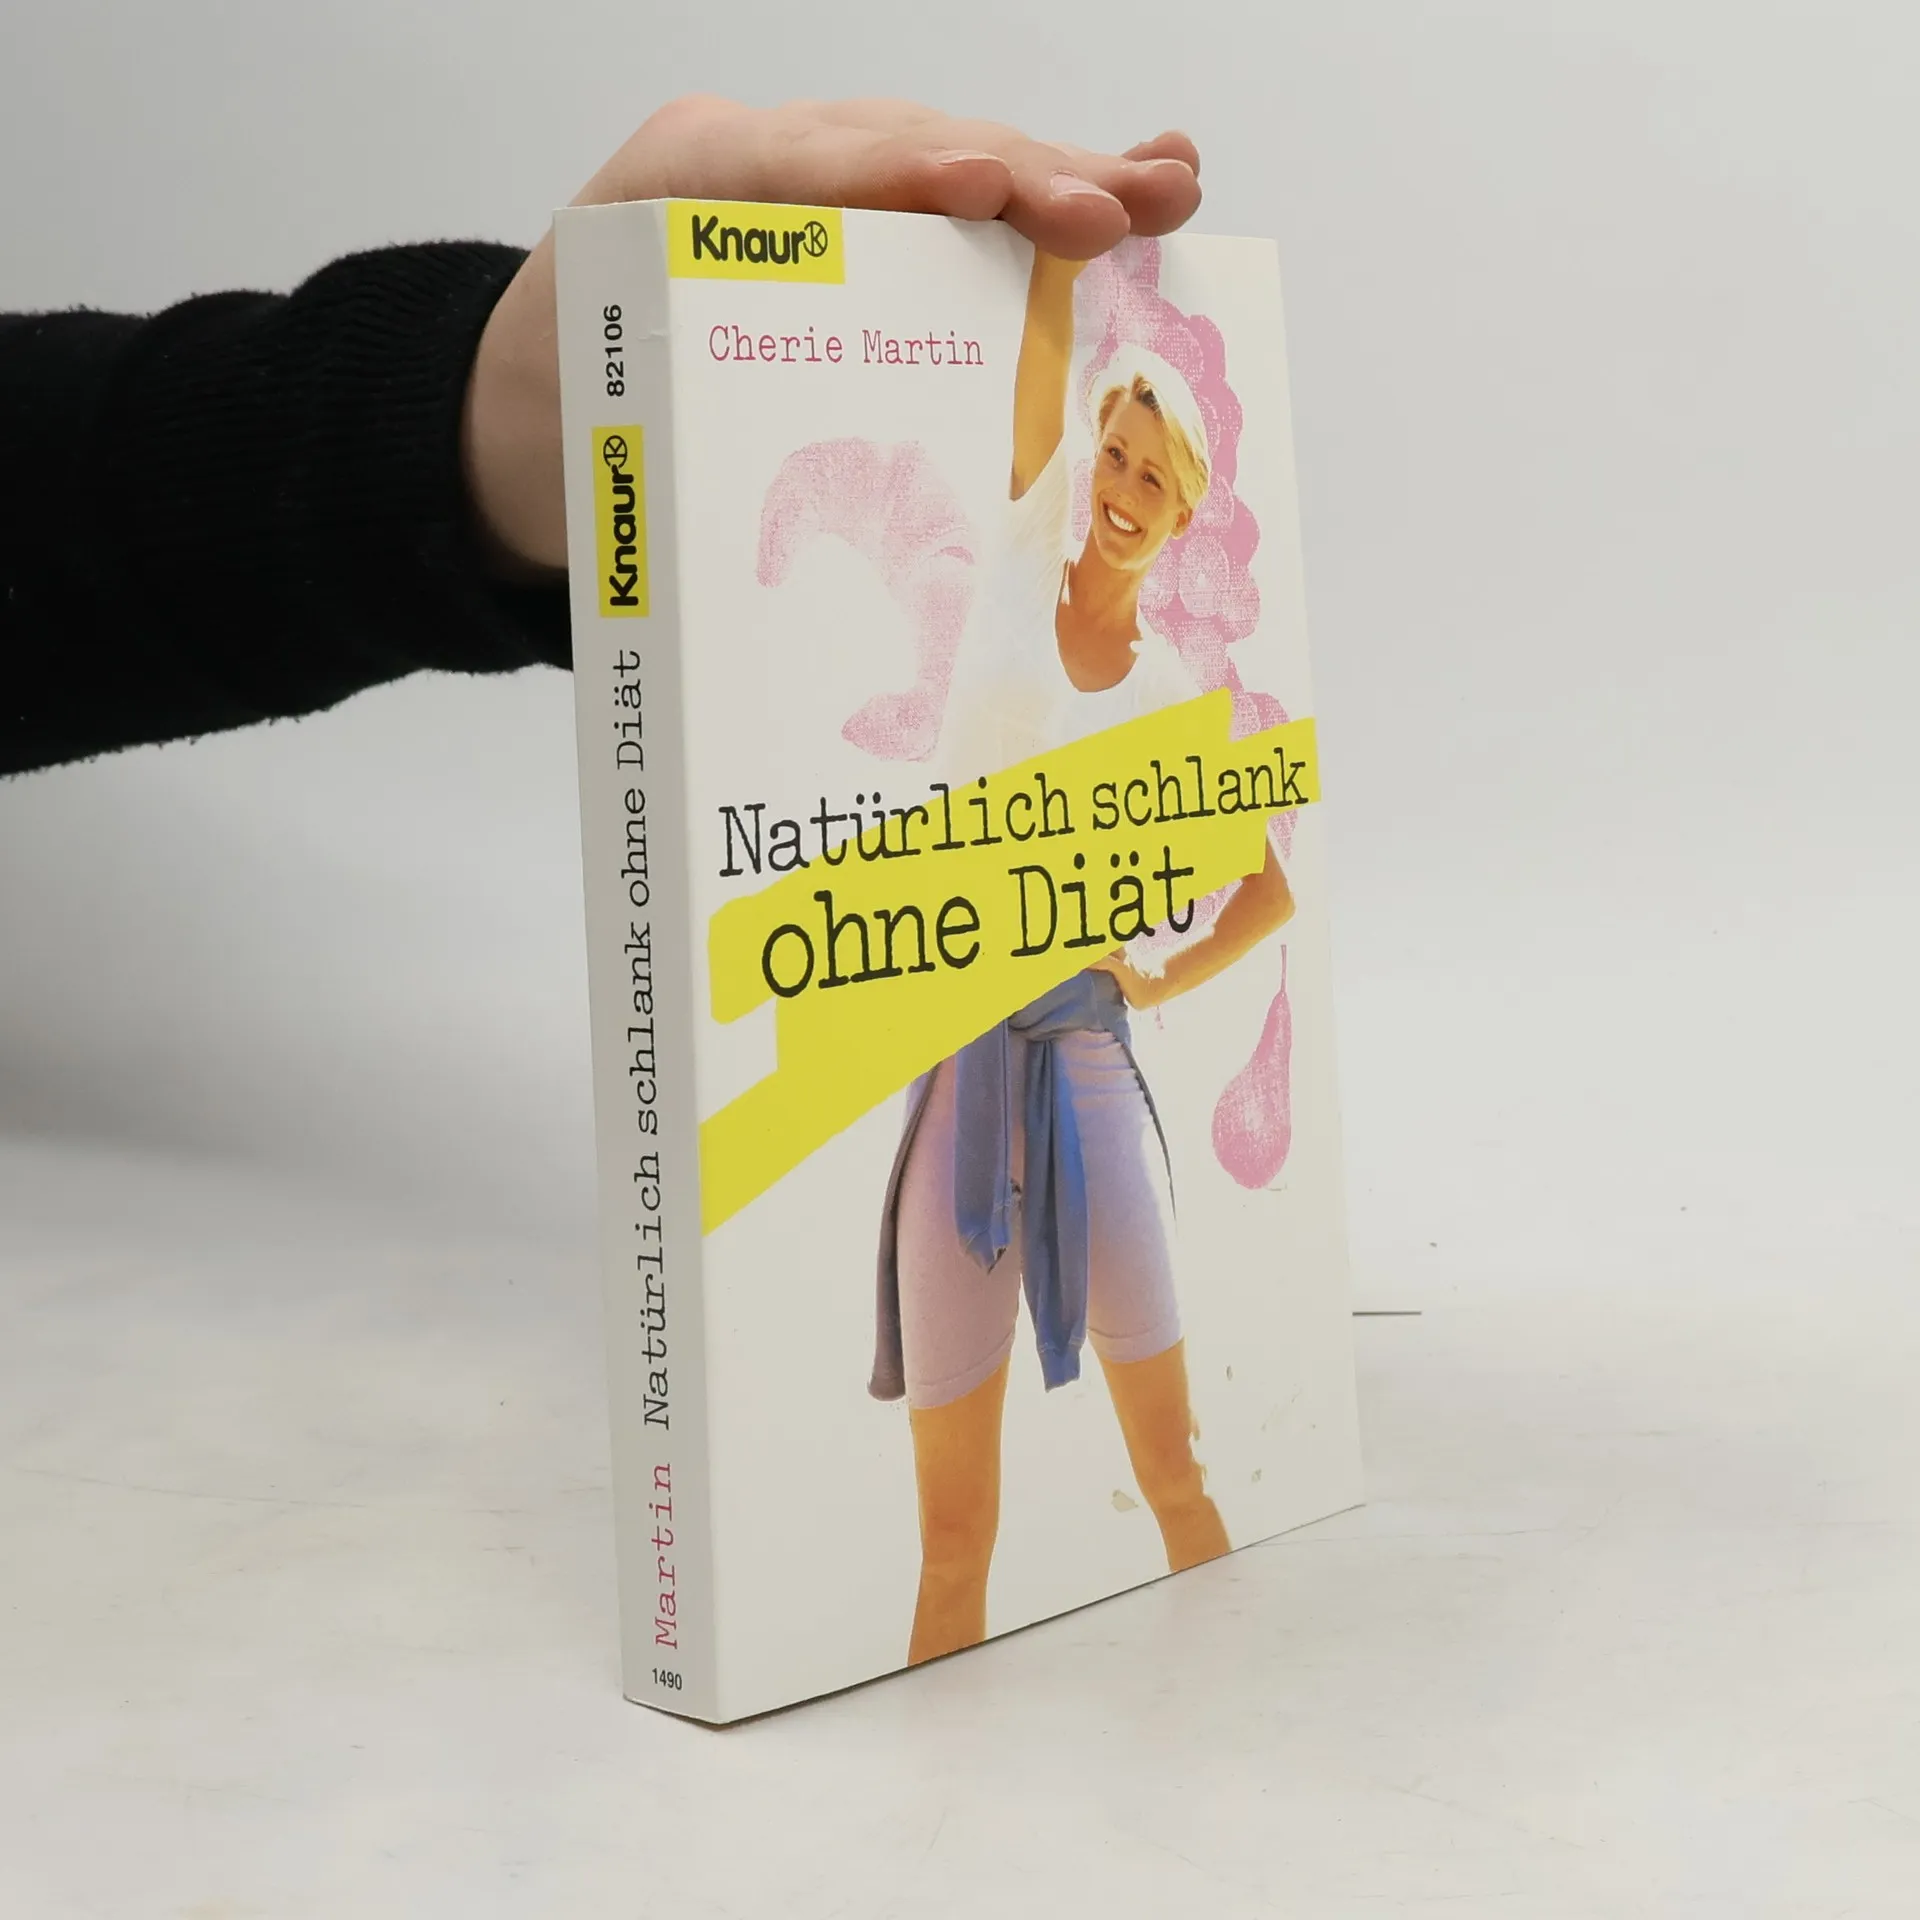 Knaur
Cherie Martin
Natürlich schlank
ohne Diät
82106
Knaur
Martin Natürlich schlank ohne Diät
1490